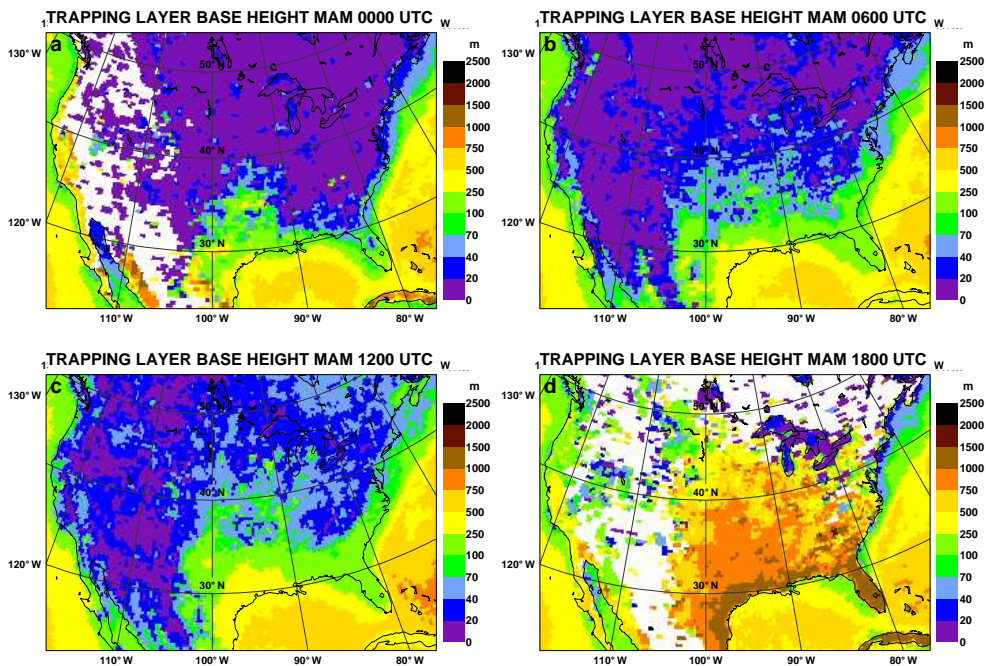 TRAPPING LAYER BASE HEIGHT MAM 0000 UTC
1 W
a
130° W
120° W
110° W
100° W
90° W
80° W
50° N
40° N
30° N
m
2500
2000
1500
1000
750
500
250
100
70
40
20
0
TRAPPING LAYER BASE HEIGHT MAM 0600 UTC
1 W
b
130° W
120° W
110° W
100° W
90° W
80° W
50° N
40° N
30° N
m
2500
2000
1500
1000
750
500
250
100
70
40
20
0
TRAPPING LAYER BASE HEIGHT MAM 1200 UTC
1 W
c
130° W
120° W
110° W
100° W
90° W
80° W
50° N
40° N
30° N
m
2500
2000
1500
1000
750
500
250
100
70
40
20
0
TRAPPING LAYER BASE HEIGHT MAM 1800 UTC
1 W
d
130° W
120° W
110° W
100° W
90° W
80° W
50° N
40° N
30° N
m
2500
2000
1500
1000
750
500
250
100
70
40
20
0